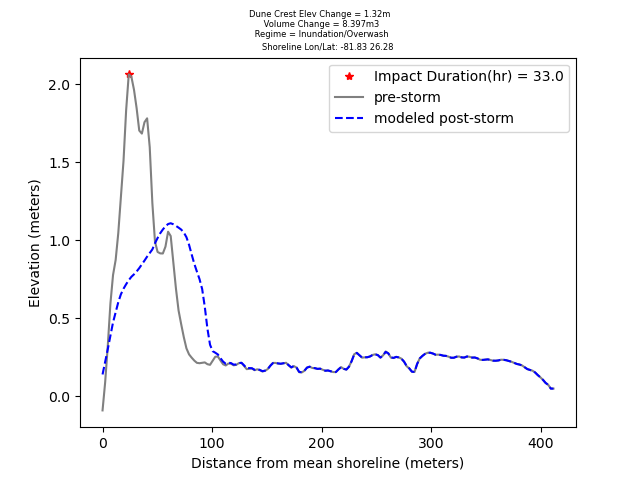 Dune Crest Elev Change = 1.32m
Volume Change = 8.397m3
Regime = Inundation/Overwash
Shoreline Lon/Lat: -81.83 26.28
Impact Duration(hr) = 33.0
pre-storm
modeled post-storm
Elevation (meters)
2.0
1.5
1.0
0.5
0.0
0 100 200 300 400
Distance from mean shoreline (meters)